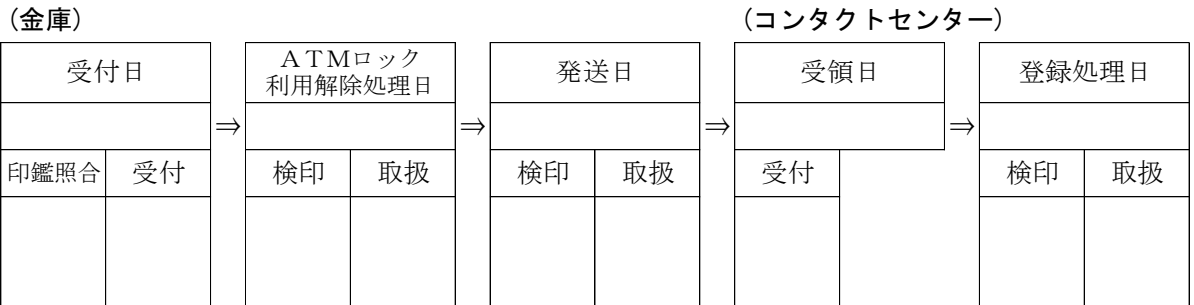 (金庫)
(コンタクトセンター)
受付日
ATMロック
利用解除処理日
発送日
受領日
登録処理日
⇒ ⇒ ⇒ ⇒
印鑑照合 受付 検印 取扱 検印 取扱 受付 検印 取扱